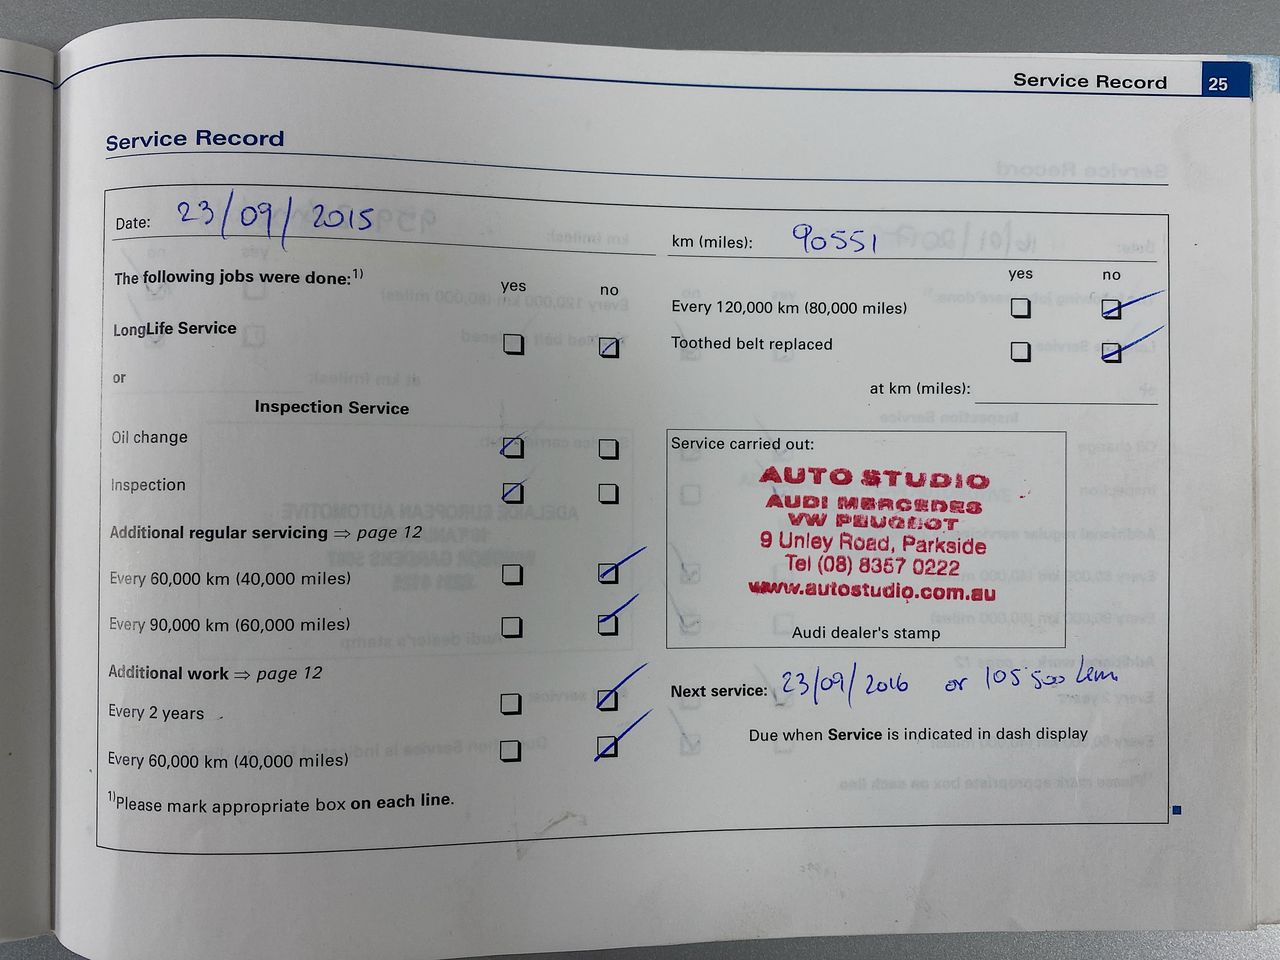 Service Record 25
Service Record
Date: 23/09/2015
km (miles): 90551
The following jobs were done:1)
yes no
LongLife Service
or
Inspection Service
Oil change
Inspection
Additional regular servicing ⇒ page 12
Every 60,000 km (40,000 miles)
Every 90,000 km (60,000 miles)
Additional work ⇒ page 12
Every 2 years
Every 60,000 km (40,000 miles)
1)Please mark appropriate box on each line.
yes no
Every 120,000 km (80,000 miles)
Toothed belt replaced
at km (miles):
Service carried out:
AUTO STUDIO
AUDI MERCEDES
VW PEUGEOT
9 Unley Road, Parkside
Tel (08) 8357 0222
www.autostudio.com.au
Audi dealer's stamp
Next service: 23/09/2016 or 105 500 km
Due when Service is indicated in dash display